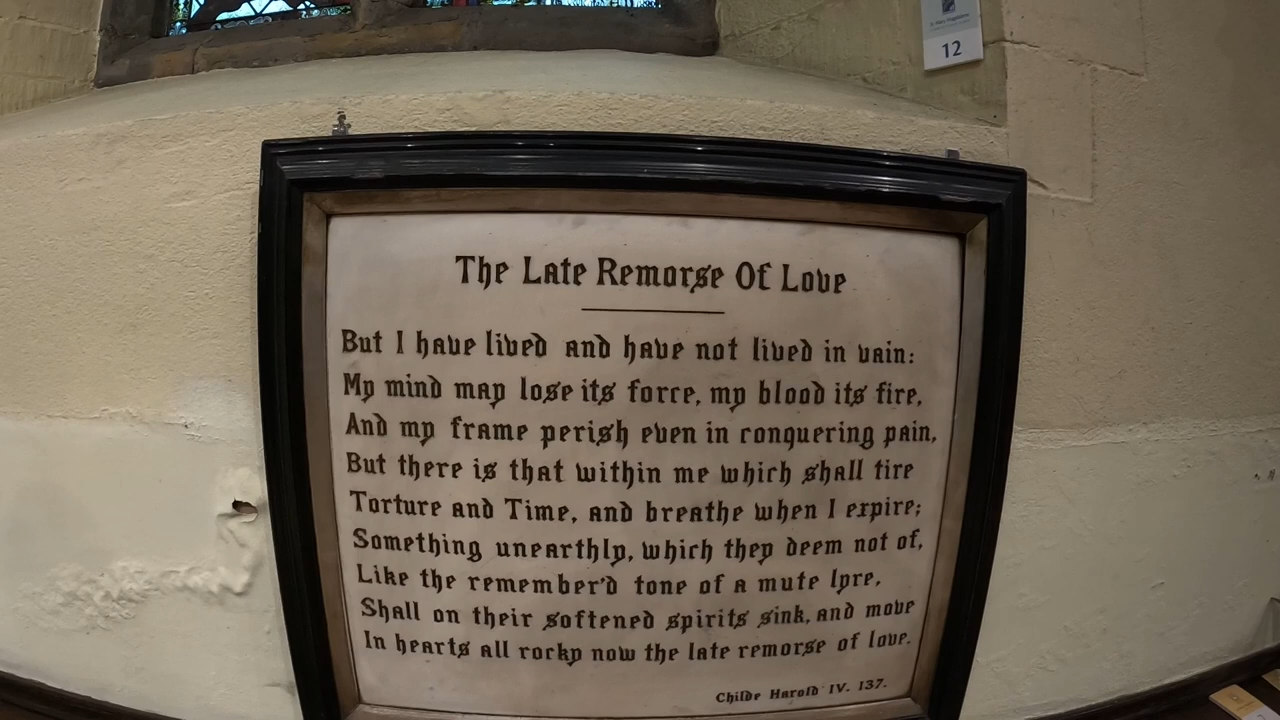 12
The Late Remorse Of Love
But I have lived and have not lived in vain:
My mind may lose its force, my blood its fire,
And my frame perish even in conquering pain,
But there is that within me which shall tire
Torture and Time, and breathe when I expire;
Something unearthly, which they deem not of,
Like the remember'd tone of a mute lyre,
Shall on their softened spirits sink, and move
In hearts all rocky now the late remorse of love.
Childe Harold IV. 137.